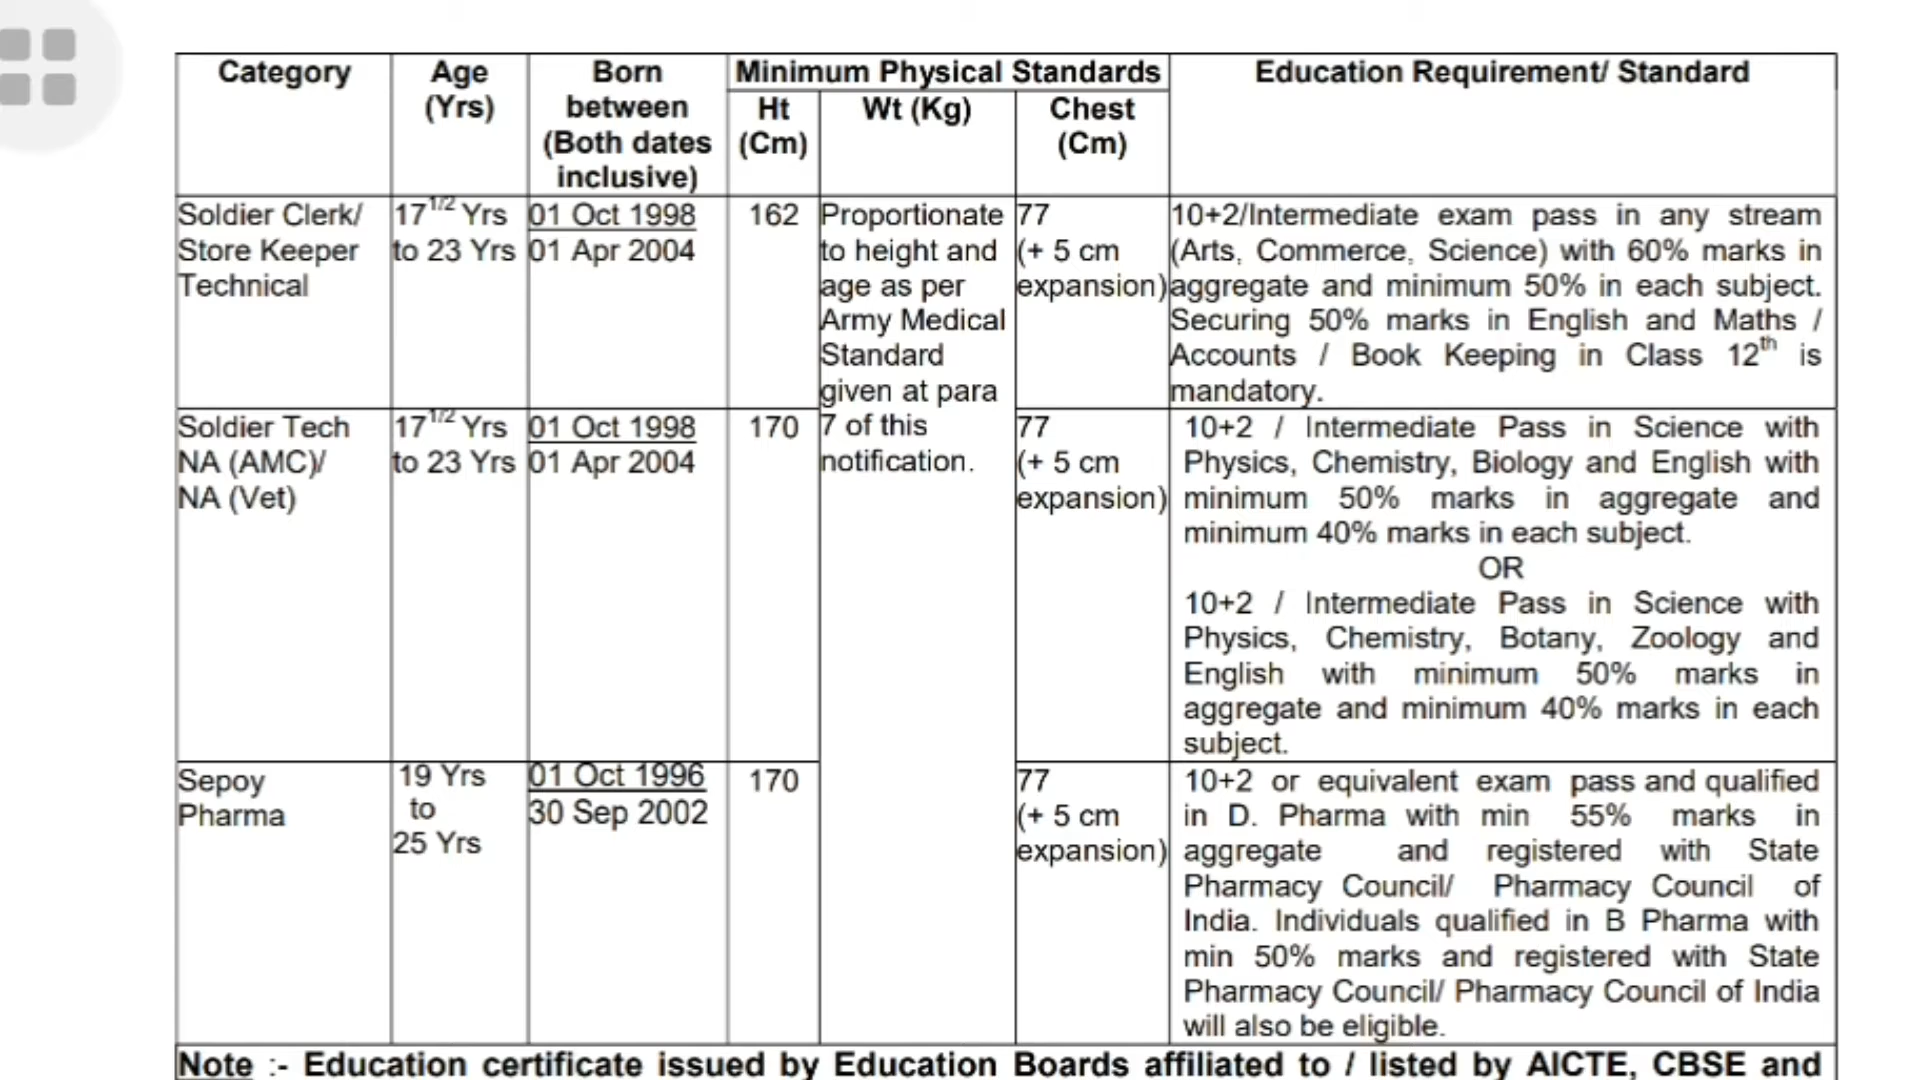 Category
Age
(Yrs)
Born
between
(Both dates
inclusive)
Minimum Physical Standards
Ht
(Cm)
Wt (Kg)
Chest
(Cm)
Education Requirement/ Standard
Soldier Clerk/
Store Keeper
Technical
17 1/2 Yrs
to 23 Yrs
01 Oct 1998
01 Apr 2004
162
Proportionate
to height and
age as per
Army Medical
Standard
given at para
7 of this
notification.
77
(+ 5 cm
expansion)
10+2/Intermediate exam pass in any stream
(Arts, Commerce, Science) with 60% marks in
aggregate and minimum 50% in each subject.
Securing 50% marks in English and Maths /
Accounts / Book Keeping in Class 12th is
mandatory.
Soldier Tech
NA (AMC)/
NA (Vet)
17 1/2 Yrs
to 23 Yrs
01 Oct 1998
01 Apr 2004
170
77
(+ 5 cm
expansion)
10+2 / Intermediate Pass in Science with
Physics, Chemistry, Biology and English with
minimum 50% marks in aggregate and
minimum 40% marks in each subject.
OR
10+2 / Intermediate Pass in Science with
Physics, Chemistry, Botany, Zoology and
English with minimum 50% marks in
aggregate and minimum 40% marks in each
subject.
Sepoy
Pharma
19 Yrs
to
25 Yrs
01 Oct 1996
30 Sep 2002
170
77
(+ 5 cm
expansion)
10+2 or equivalent exam pass and qualified
in D. Pharma with min 55% marks in
aggregate and registered with State
Pharmacy Council/ Pharmacy Council of
India. Individuals qualified in B Pharma with
min 50% marks and registered with State
Pharmacy Council/ Pharmacy Council of India
will also be eligible.
Note :- Education certificate issued by Education Boards affiliated to / listed by AICTE, CBSE and